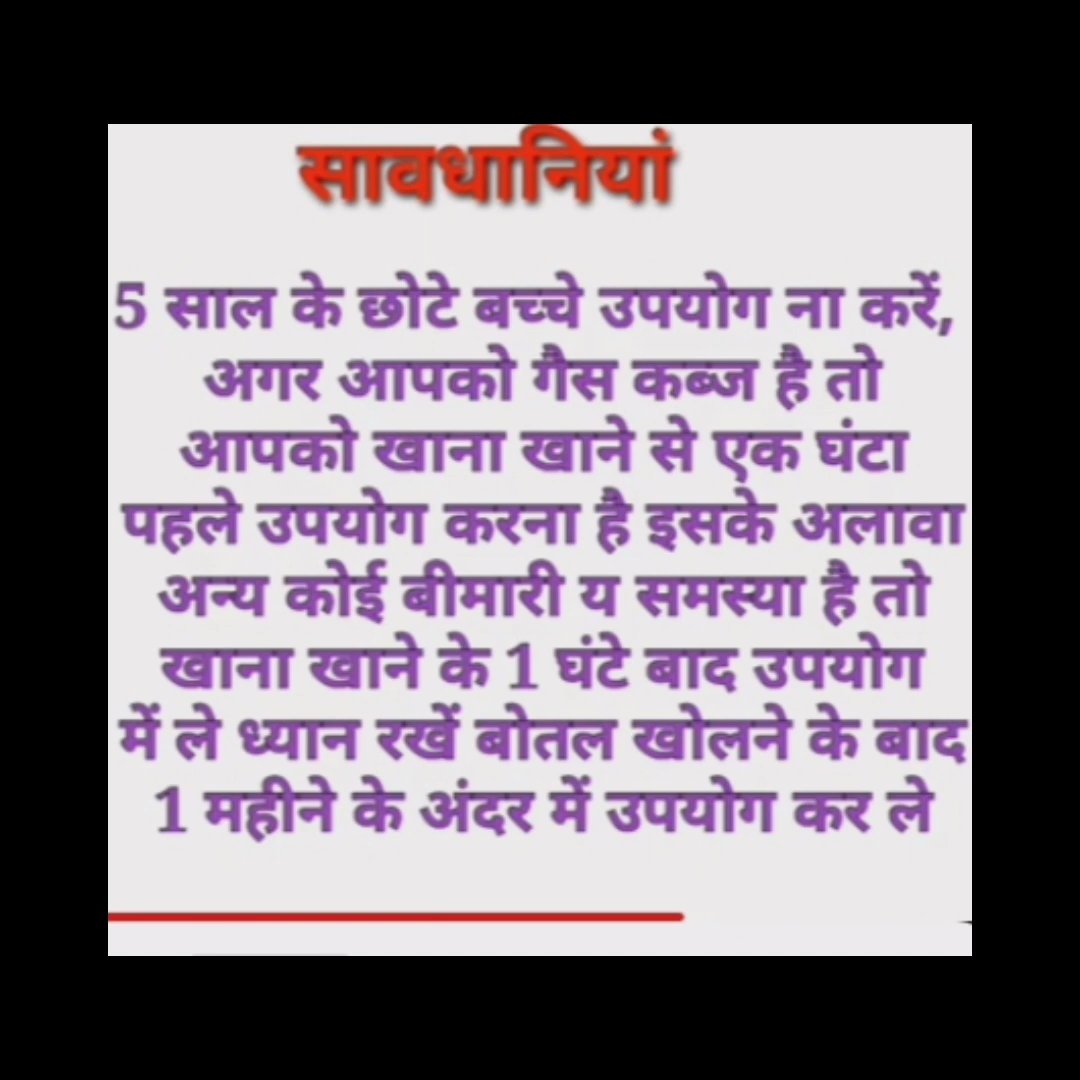 सावधानियां
5 साल के छोटे बच्चे उपयोग ना करें,
अगर आपको गैस कब्ज है तो
आपको खाना खाने से एक घंटा
पहले उपयोग करना है इसके अलावा
अन्य कोई बीमारी य समस्या है तो
खाना खाने के 1 घंटे बाद उपयोग
में ले ध्यान रखें बोतल खोलने के बाद
1 महीने के अंदर में उपयोग कर ले